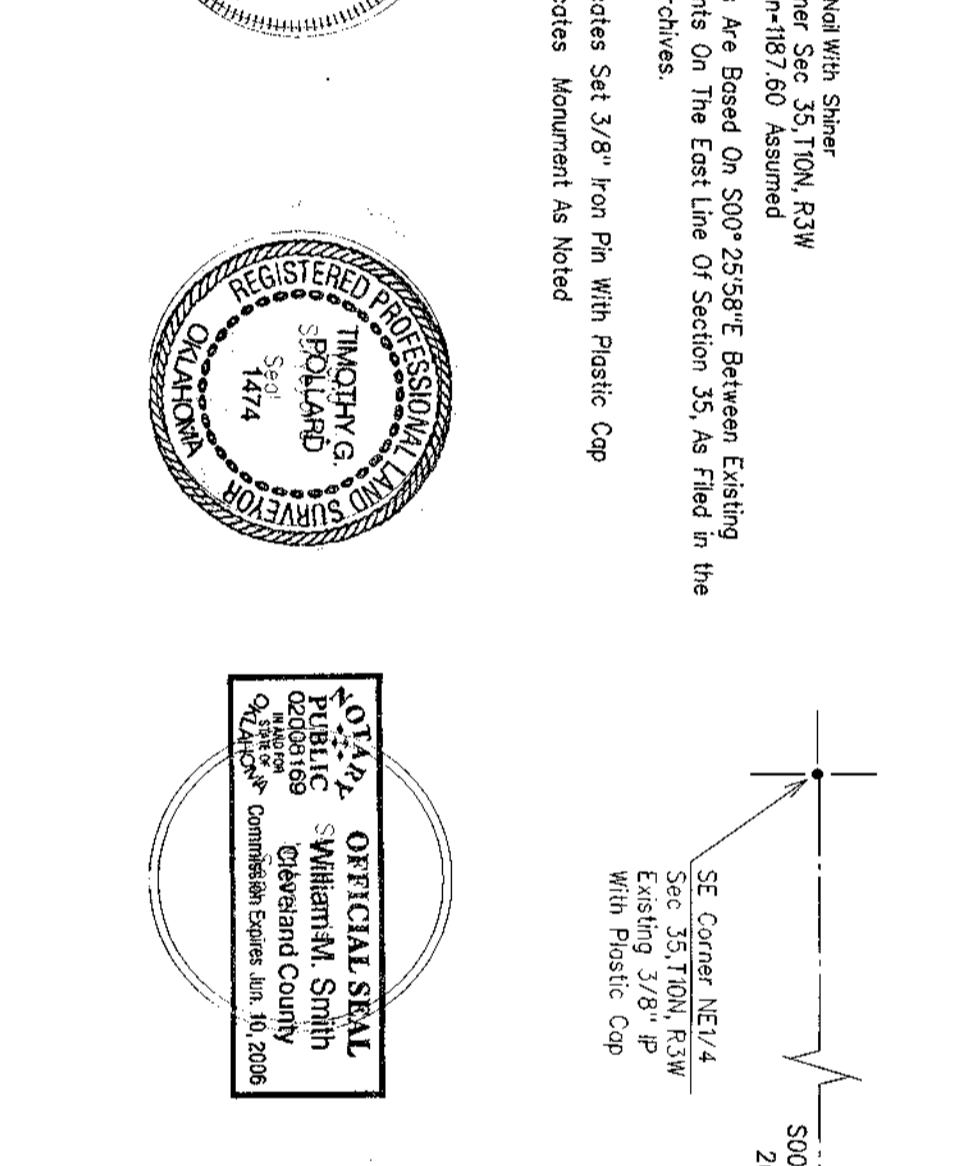 Nail With Shiner
ner Sec 35,T10N, R3W
n=1187.60 Assumed
s Are Based On S00°25'58"E Between Existing
nts On The East Line Of Section 35, As Filed in the
rchives.
cates Set 3/8" Iron Pin With Plastic Cap
cates Monument As Noted
REGISTERED PROFESSIONAL LAND SURVEYOR
TIMOTHY G.
POLLARD
Seal
1474
OKLAHOMA
NOTARY
PUBLIC
02008169
IN AND FOR
STATE OF
OKLAHOMA
OFFICIAL SEAL
William M. Smith
Cleveland County
Commission Expires Jun. 10, 2006
SE Corner NE1/4
Sec 35,T10N, R3W
Existing 3/8" IP
With Plastic Cap
S00
2